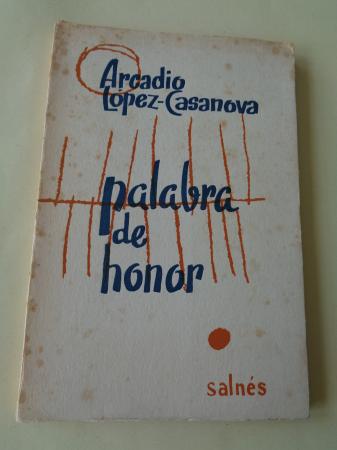 Arcadio
López-Casanova
palabra
de
honor
salnés